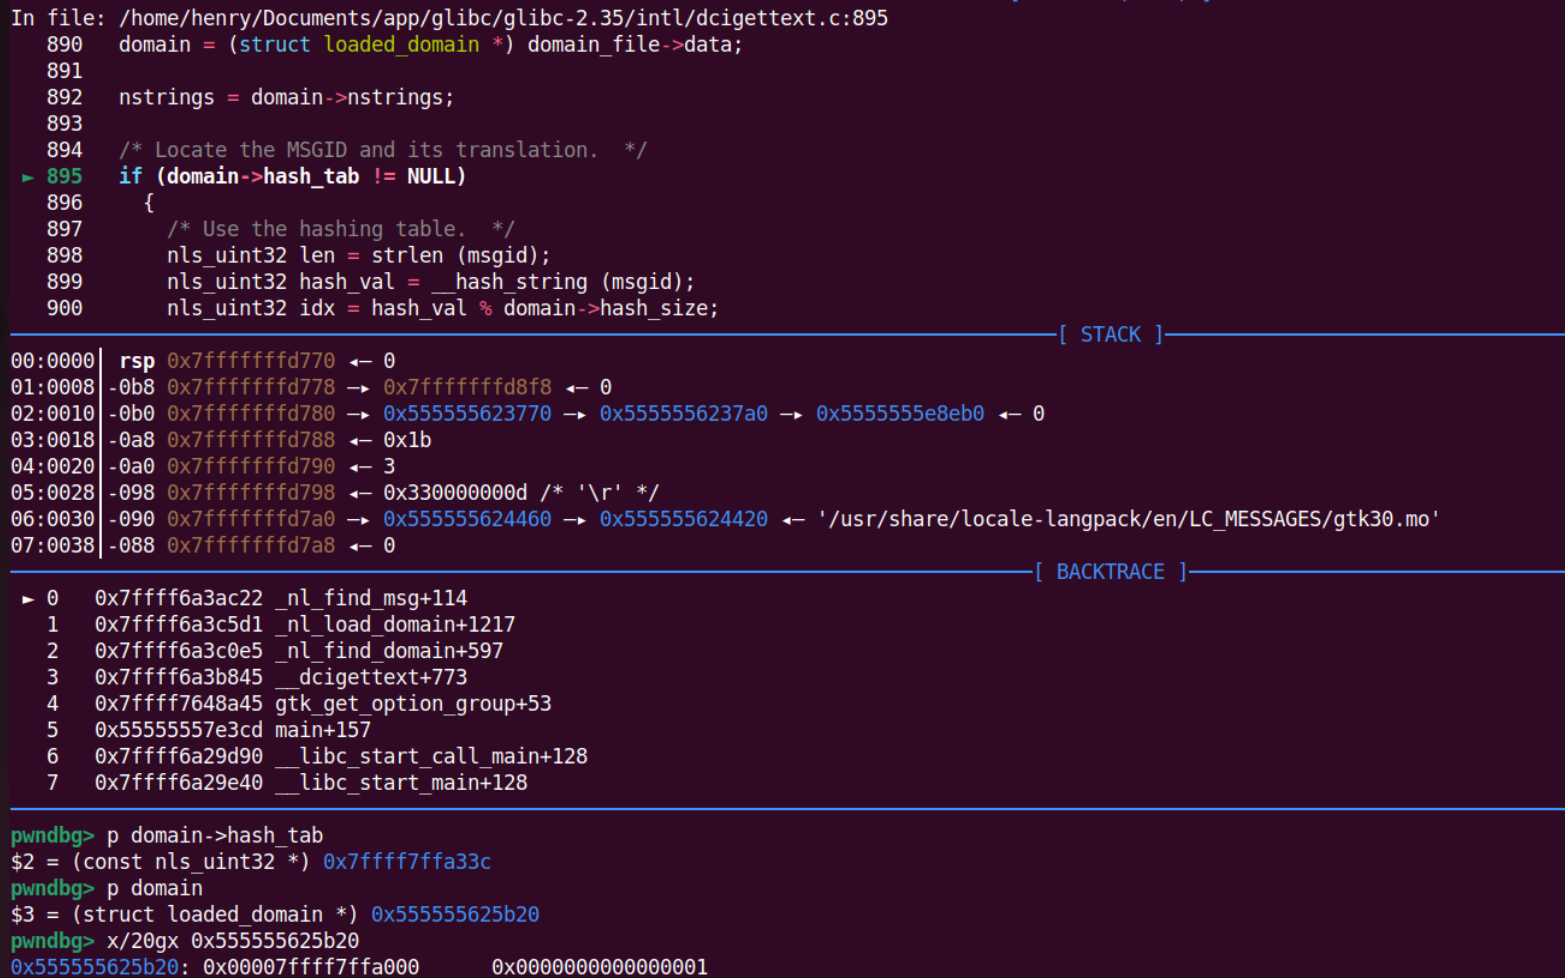 In file: /home/henry/Documents/app/glibc/glibc-2.35/intl/dcigettext.c:895
890 domain = (struct loaded_domain *) domain_file->data;
891
892 nstrings = domain->nstrings;
893
894 /* Locate the MSGID and its translation. */
► 895 if (domain->hash_tab != NULL)
896 {
897 /* Use the hashing table. */
898 nls_uint32 len = strlen (msgid);
899 nls_uint32 hash_val = __hash_string (msgid);
900 nls_uint32 idx = hash_val % domain->hash_size;
[ STACK ]
00:0000│ rsp 0x7fffffffd770 ◂— 0
01:0008│-0b8 0x7fffffffd778 —▸ 0x7fffffffd8f8 ◂— 0
02:0010│-0b0 0x7fffffffd780 —▸ 0x555555623770 —▸ 0x5555556237a0 —▸ 0x5555555e8eb0 ◂— 0
03:0018│-0a8 0x7fffffffd788 ◂— 0x1b
04:0020│-0a0 0x7fffffffd790 ◂— 3
05:0028│-098 0x7fffffffd798 ◂— 0x330000000d /* '\r' */
06:0030│-090 0x7fffffffd7a0 —▸ 0x555555624460 —▸ 0x555555624420 ◂— '/usr/share/locale-langpack/en/LC_MESSAGES/gtk30.mo'
07:0038│-088 0x7fffffffd7a8 ◂— 0
[ BACKTRACE ]
► 0 0x7ffff6a3ac22 _nl_find_msg+114
1 0x7ffff6a3c5d1 _nl_load_domain+1217
2 0x7ffff6a3c0e5 _nl_find_domain+597
3 0x7ffff6a3b845 __dcigettext+773
4 0x7ffff7648a45 gtk_get_option_group+53
5 0x55555557e3cd main+157
6 0x7ffff6a29d90 __libc_start_call_main+128
7 0x7ffff6a29e40 __libc_start_main+128
pwndbg> p domain->hash_tab
$2 = (const nls_uint32 *) 0x7ffff7ffa33c
pwndbg> p domain
$3 = (struct loaded_domain *) 0x555555625b20
pwndbg> x/20gx 0x555555625b20
0x555555625b20: 0x00007ffff7ffa000 0x0000000000000001